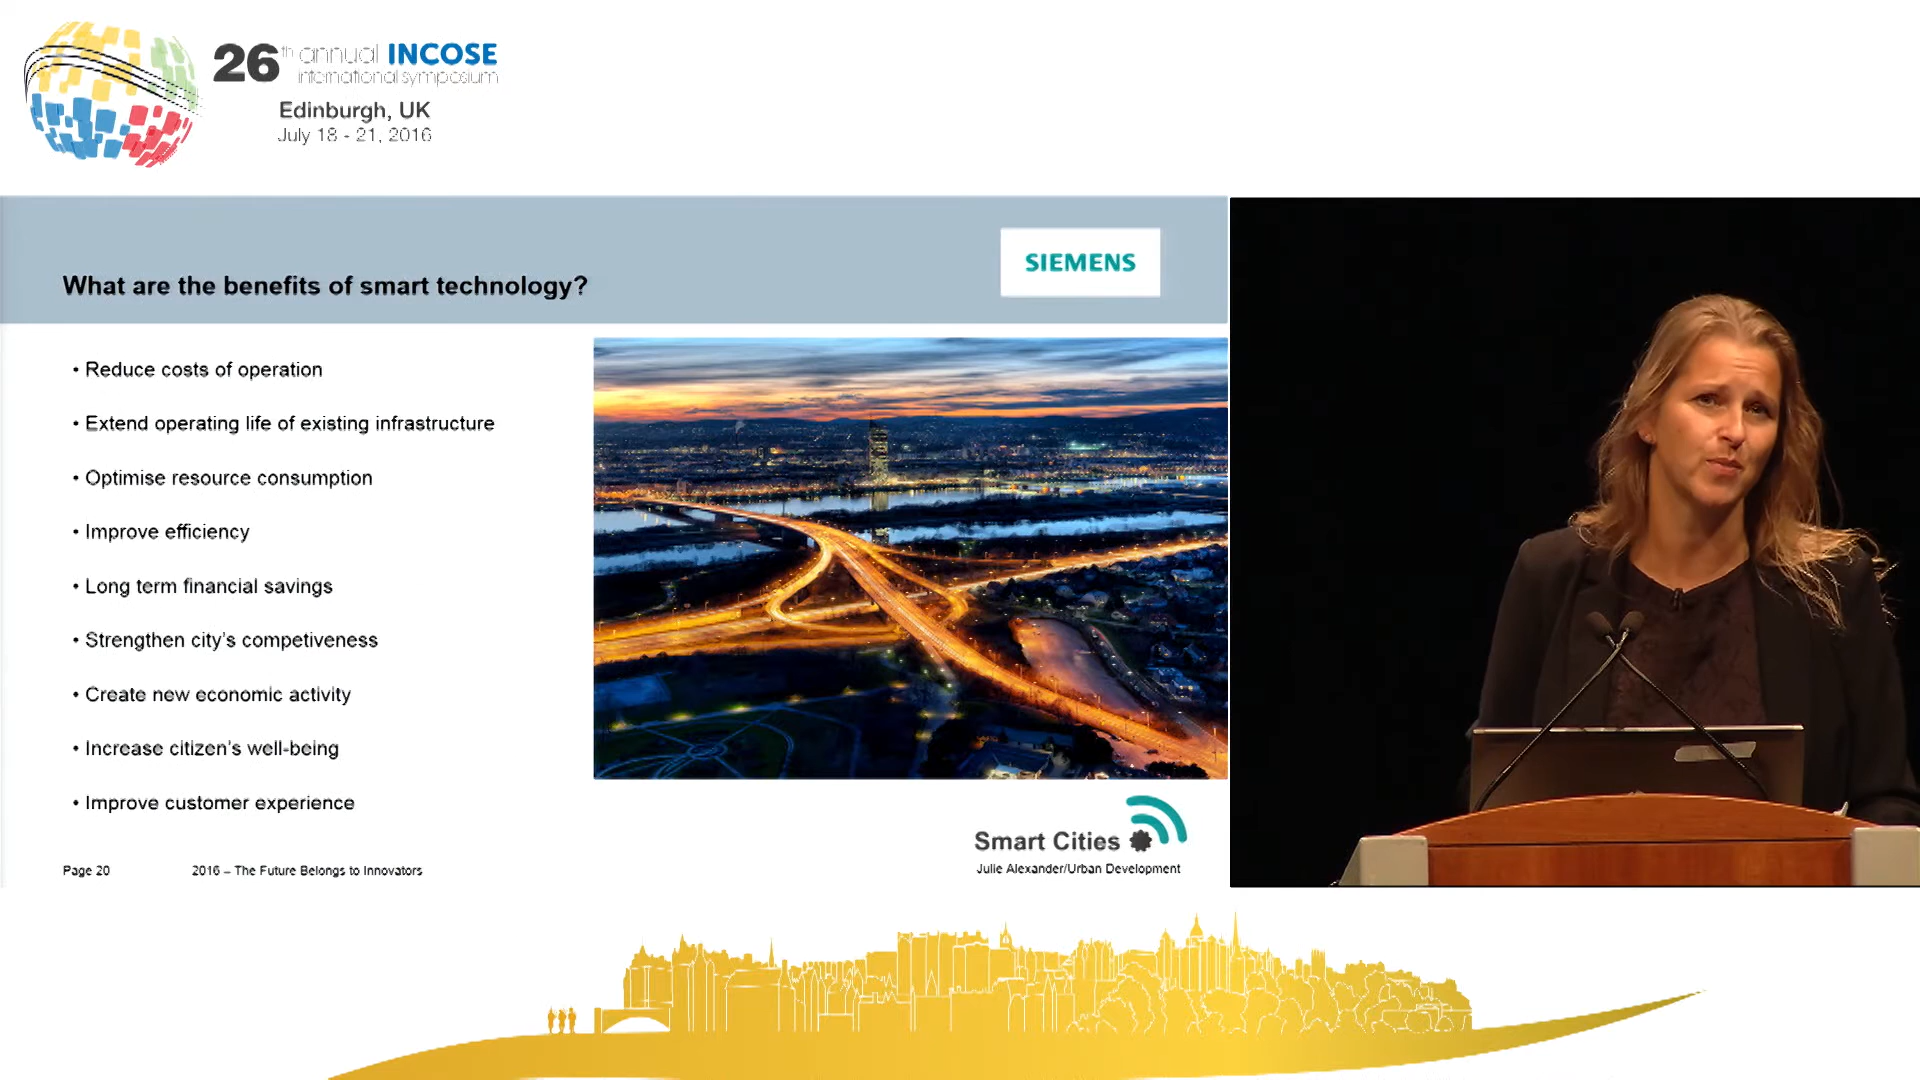 26th annual INCOSE
international symposium
Edinburgh, UK
July 18 - 21, 2016
SIEMENS
What are the benefits of smart technology?
• Reduce costs of operation
• Extend operating life of existing infrastructure
• Optimise resource consumption
• Improve efficiency
• Long term financial savings
• Strengthen city's competiveness
• Create new economic activity
• Increase citizen's well-being
• Improve customer experience
Smart Cities
Julie Alexander/Urban Development
Page 20
2016 – The Future Belongs to Innovators